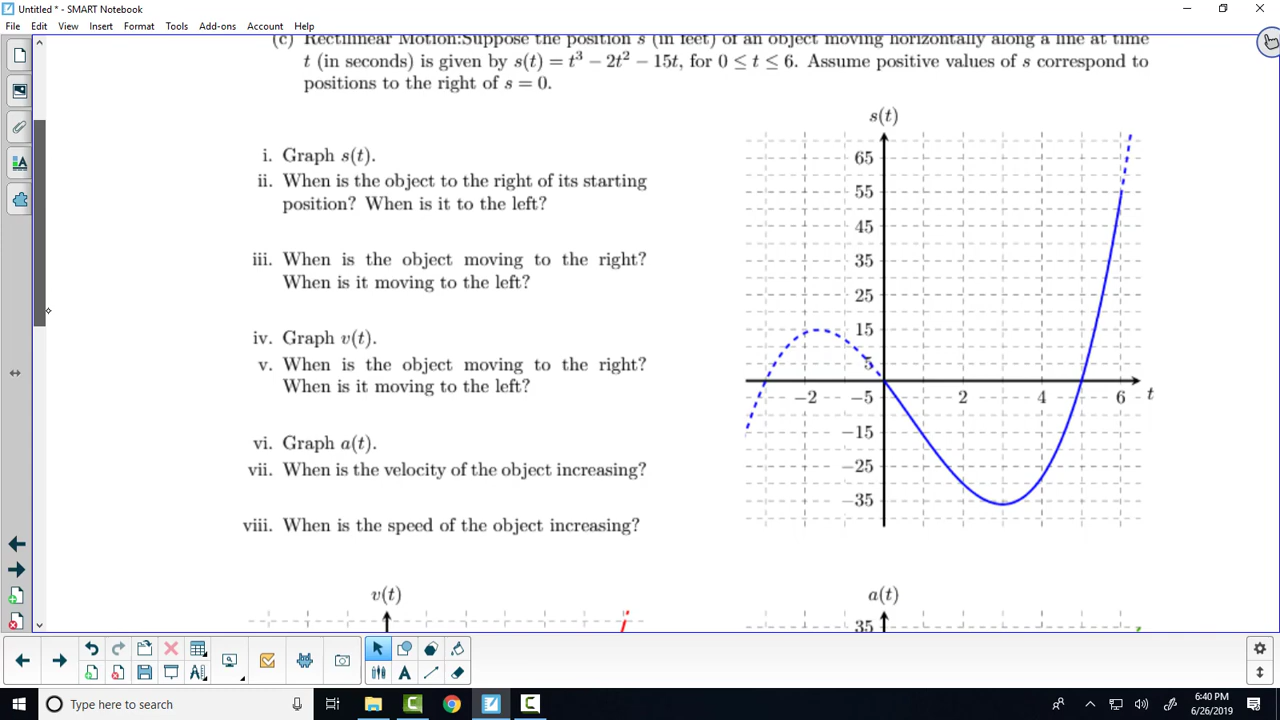 Untitled * - SMART Notebook
File Edit View Insert Format Tools Add-ons Account Help
(c) Rectilinear Motion:Suppose the position s (in feet) of an object moving horizontally along a line at time
t (in seconds) is given by s(t) = t³ − 2t² − 15t, for 0 ≤ t ≤ 6. Assume positive values of s correspond to
positions to the right of s = 0.
i. Graph s(t).
ii. When is the object to the right of its starting
position? When is it to the left?
iii. When is the object moving to the right?
When is it moving to the left?
iv. Graph v(t).
v. When is the object moving to the right?
When is it moving to the left?
vi. Graph a(t).
vii. When is the velocity of the object increasing?
viii. When is the speed of the object increasing?
s(t)
65
55
45
35
25
15
5
−2 −5 2 4 6 t
−15
−25
−35
v(t)
a(t)
35
Type here to search
6:40 PM
6/26/2019